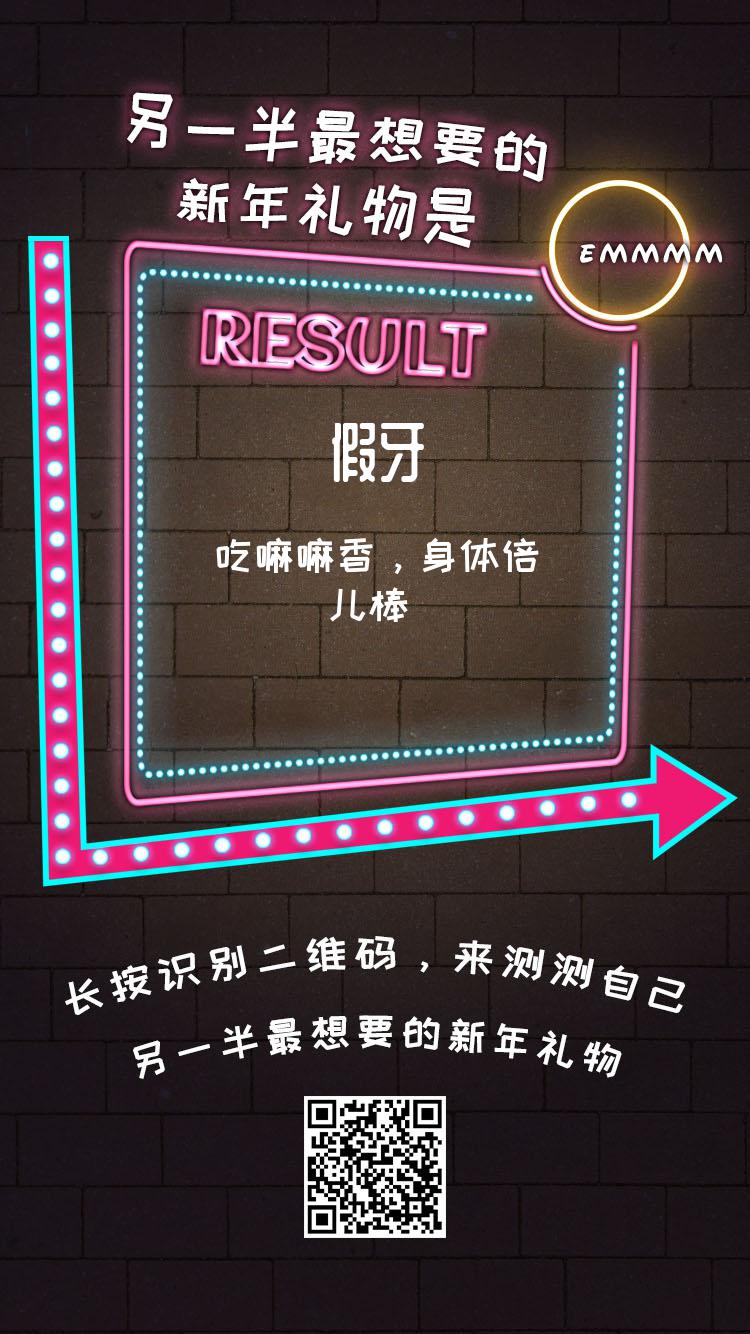 另一半最想要的
新年礼物是
EMMMM
RESULT
假牙
吃嘛嘛香，身体倍
儿棒
长按识别二维码，来测测自己
另一半最想要的新年礼物